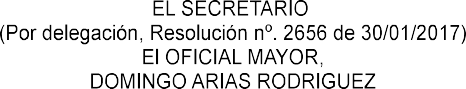 EL SECRETARIO
(Por delegación, Resolución nº. 2656 de 30/01/2017)
El OFICIAL MAYOR,
DOMINGO ARIAS RODRIGUEZ